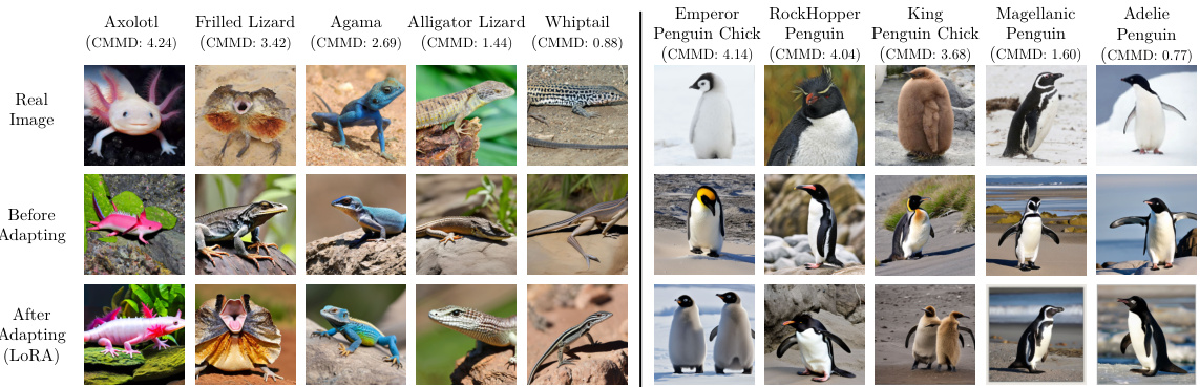 Axolotl
(CMMD: 4.24)
Frilled Lizard
(CMMD: 3.42)
Agama
(CMMD: 2.69)
Alligator Lizard
(CMMD: 1.44)
Whiptail
(CMMD: 0.88)
Emperor
Penguin Chick
(CMMD: 4.14)
RockHopper
Penguin
(CMMD: 4.04)
King
Penguin Chick
(CMMD: 3.68)
Magellanic
Penguin
(CMMD: 1.60)
Adelie
Penguin
(CMMD: 0.77)
Real
Image
Before
Adapting
After
Adapting
(LoRA)